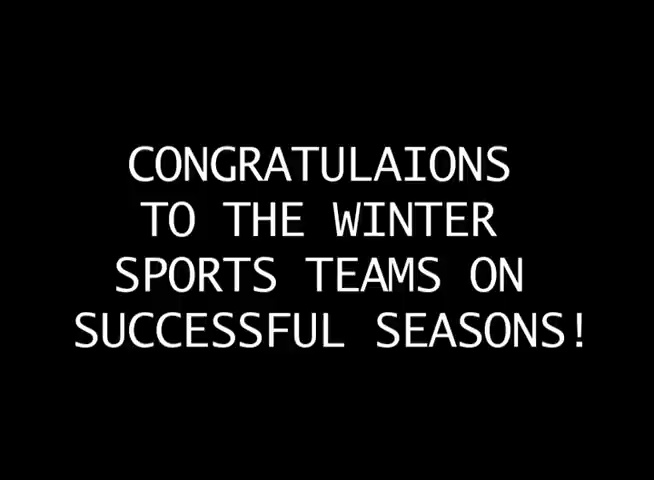 CONGRATULAIONS
TO THE WINTER
SPORTS TEAMS ON
SUCCESSFUL SEASONS!